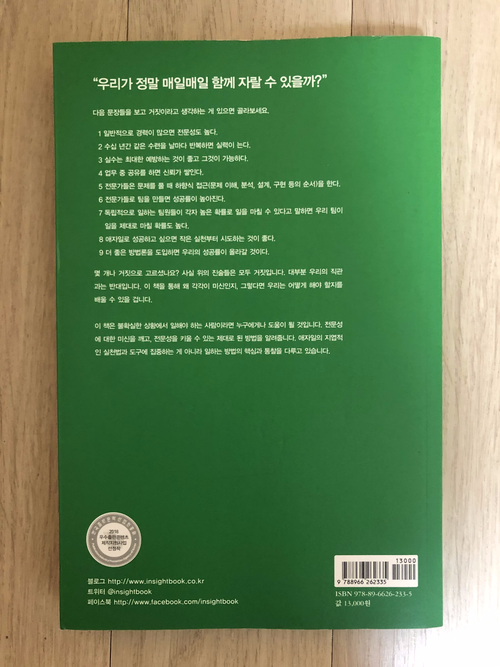 “우리가 정말 매일매일 함께 자랄 수 있을까?”
다음 문장들을 보고 거짓이라고 생각하는 게 있으면 골라보세요.
1 일반적으로 경력이 많으면 전문성도 높다.
2 수십 년간 같은 수련을 날마다 반복하면 실력이 는다.
3 실수는 최대한 예방하는 것이 좋고 그것이 가능하다.
4 업무 중 공유를 하면 신뢰가 쌓인다.
5 전문가들은 문제를 풀 때 하향식 접근(문제 이해, 분석, 설계, 구현 등의 순서)을 한다.
6 전문가들로 팀을 만들면 성공률이 높아진다.
7 독립적으로 일하는 팀원들이 각자 높은 확률로 일을 마칠 수 있다고 말하면 우리 팀이
일을 제대로 마칠 확률도 높다.
8 애자일로 성공하고 싶으면 작은 실천부터 시도하는 것이 좋다.
9 더 좋은 방법론을 도입하면 우리의 성공률이 올라갈 것이다.
몇 개나 거짓으로 고르셨나요? 사실 위의 진술들은 모두 거짓입니다. 대부분 우리의 직관
과는 반대입니다. 이 책을 통해 왜 각각이 미신인지, 그렇다면 우리는 어떻게 해야 할지를
배울 수 있을 겁니다.
이 책은 불확실한 상황에서 일해야 하는 사람이라면 누구에게나 도움이 될 것입니다. 전문성
에 대한 미신을 깨고, 전문성을 키울 수 있는 제대로 된 방법을 알려줍니다. 애자일의 지엽적
인 실천법과 도구에 집중하는 게 아니라 일하는 방법의 핵심과 통찰을 다루고 있습니다.
2018
우수출판콘텐츠
제작지원사업
선정작
블로그 http://www.insightbook.co.kr
트위터 @insightbook
페이스북 http://www.facebook.com/insightbook
13000
9 788966 262335
ISBN 978-89-6626-233-5
값 13,000원